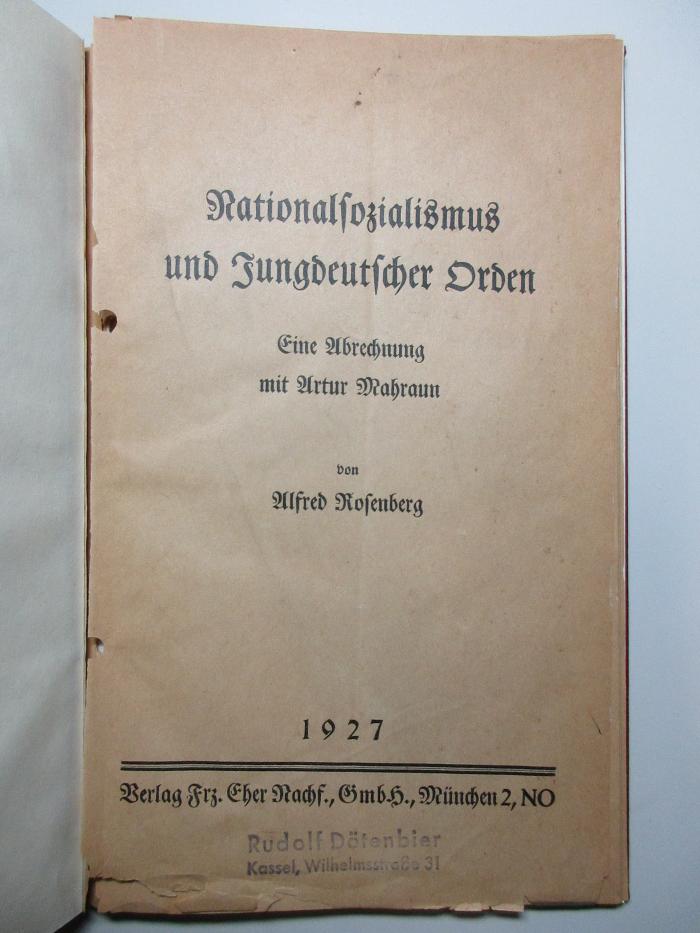 Nationalsozialismus
und Jungdeutscher Orden
Eine Abrechnung
mit Artur Mahraun
von
Alfred Rosenberg
1927
Verlag Frz. Eher Nachf., G.m.b.H., München 2, NO
Rudolf Dötenbier
Kassel, Wilhelmsstraße 31